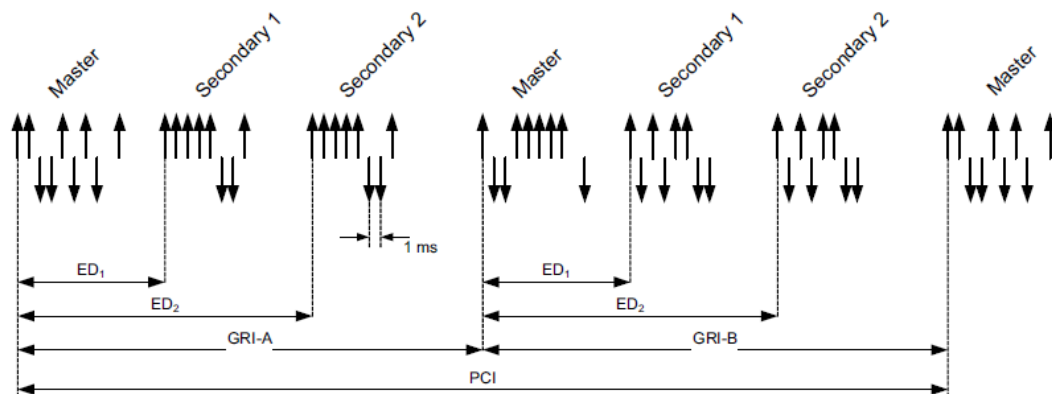 Master
Secondary 1
Secondary 2
Master
Secondary 1
Secondary 2
Master
1 ms
ED₁
ED₁
ED₂
ED₂
GRI-A
GRI-B
PCI